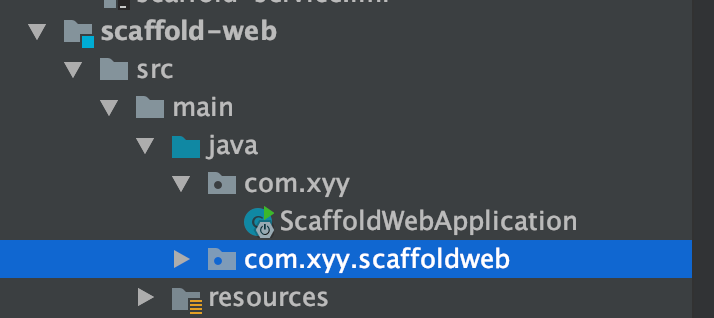 scaffold-web
src
main
java
com.xyy
ScaffoldWebApplication
com.xyy.scaffoldweb
resources